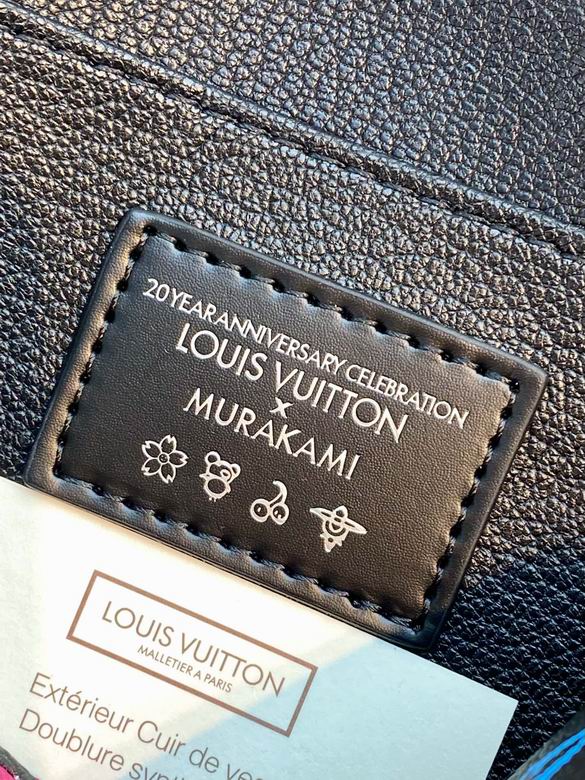 20 YEAR ANNIVERSARY CELEBRATION
LOUIS VUITTON
x
MURAKAMI
LOUIS VUITTON
MALLETIER A PARIS
Extérieur Cuir de
Doublure